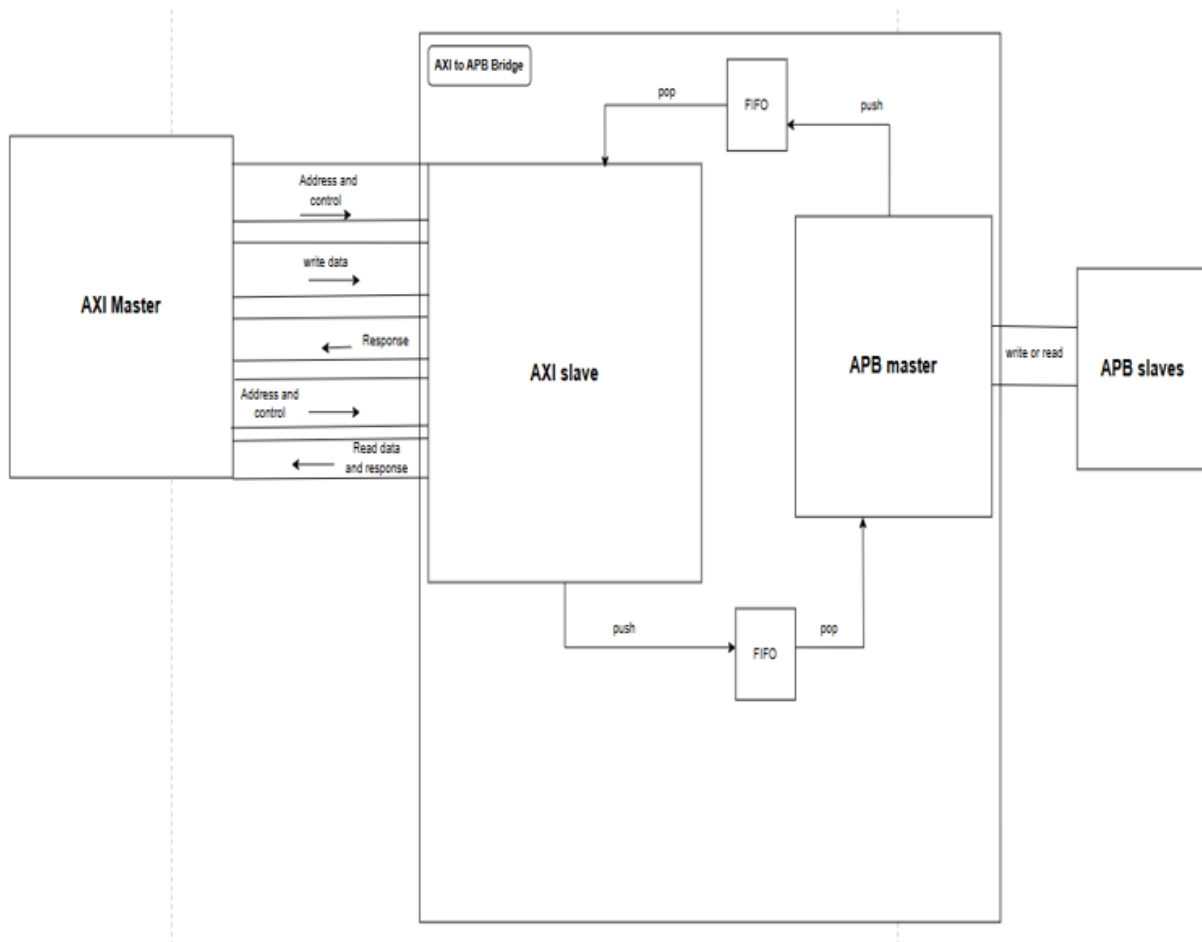 AXI to APB Bridge
pop
FIFO
push
Address and
control
write data
AXI Master
Response
AXI slave
APB master
write or read
APB slaves
Address and
control
Read data
and response
push
FIFO
pop